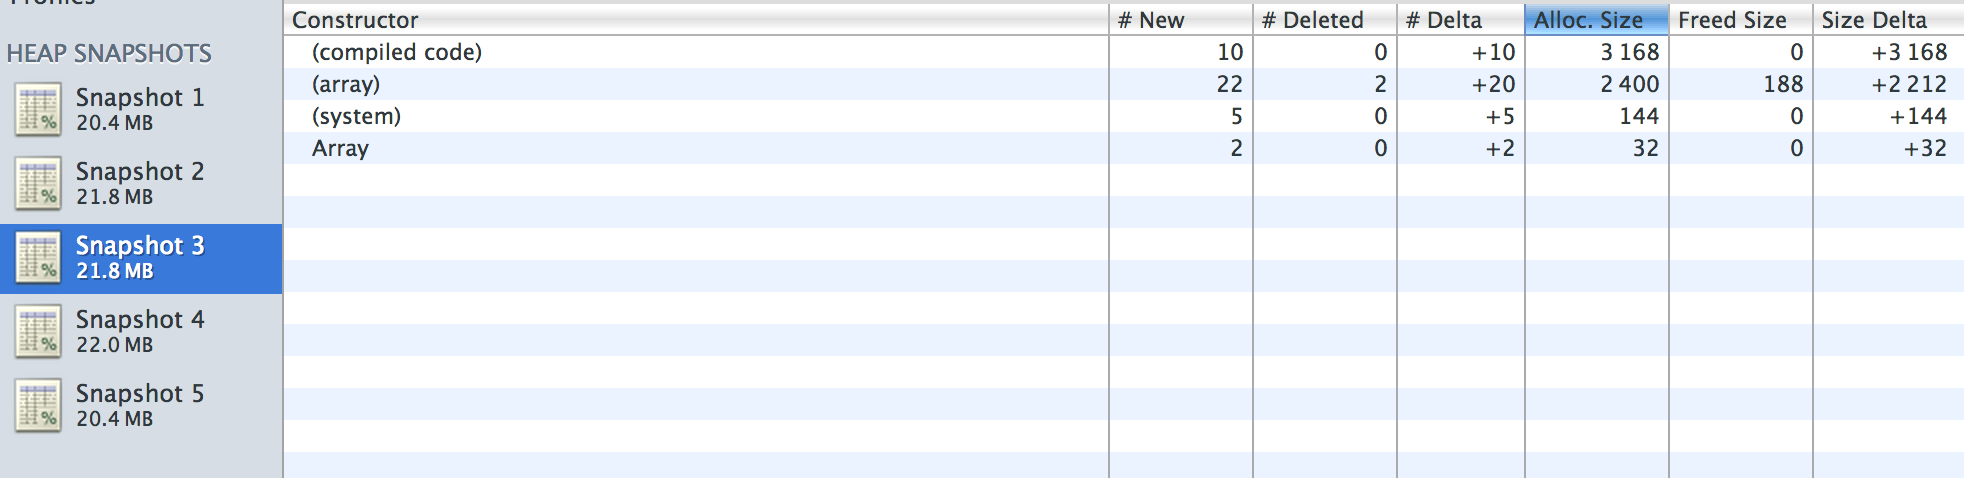 Profiles
HEAP SNAPSHOTS
Snapshot 1
20.4 MB
Snapshot 2
21.8 MB
Snapshot 3
21.8 MB
Snapshot 4
22.0 MB
Snapshot 5
20.4 MB
Constructor # New # Deleted # Delta Alloc. Size Freed Size Size Delta
(compiled code) 10 0 +10 3 168 0 +3 168
(array) 22 2 +20 2 400 188 +2 212
(system) 5 0 +5 144 0 +144
Array 2 0 +2 32 0 +32